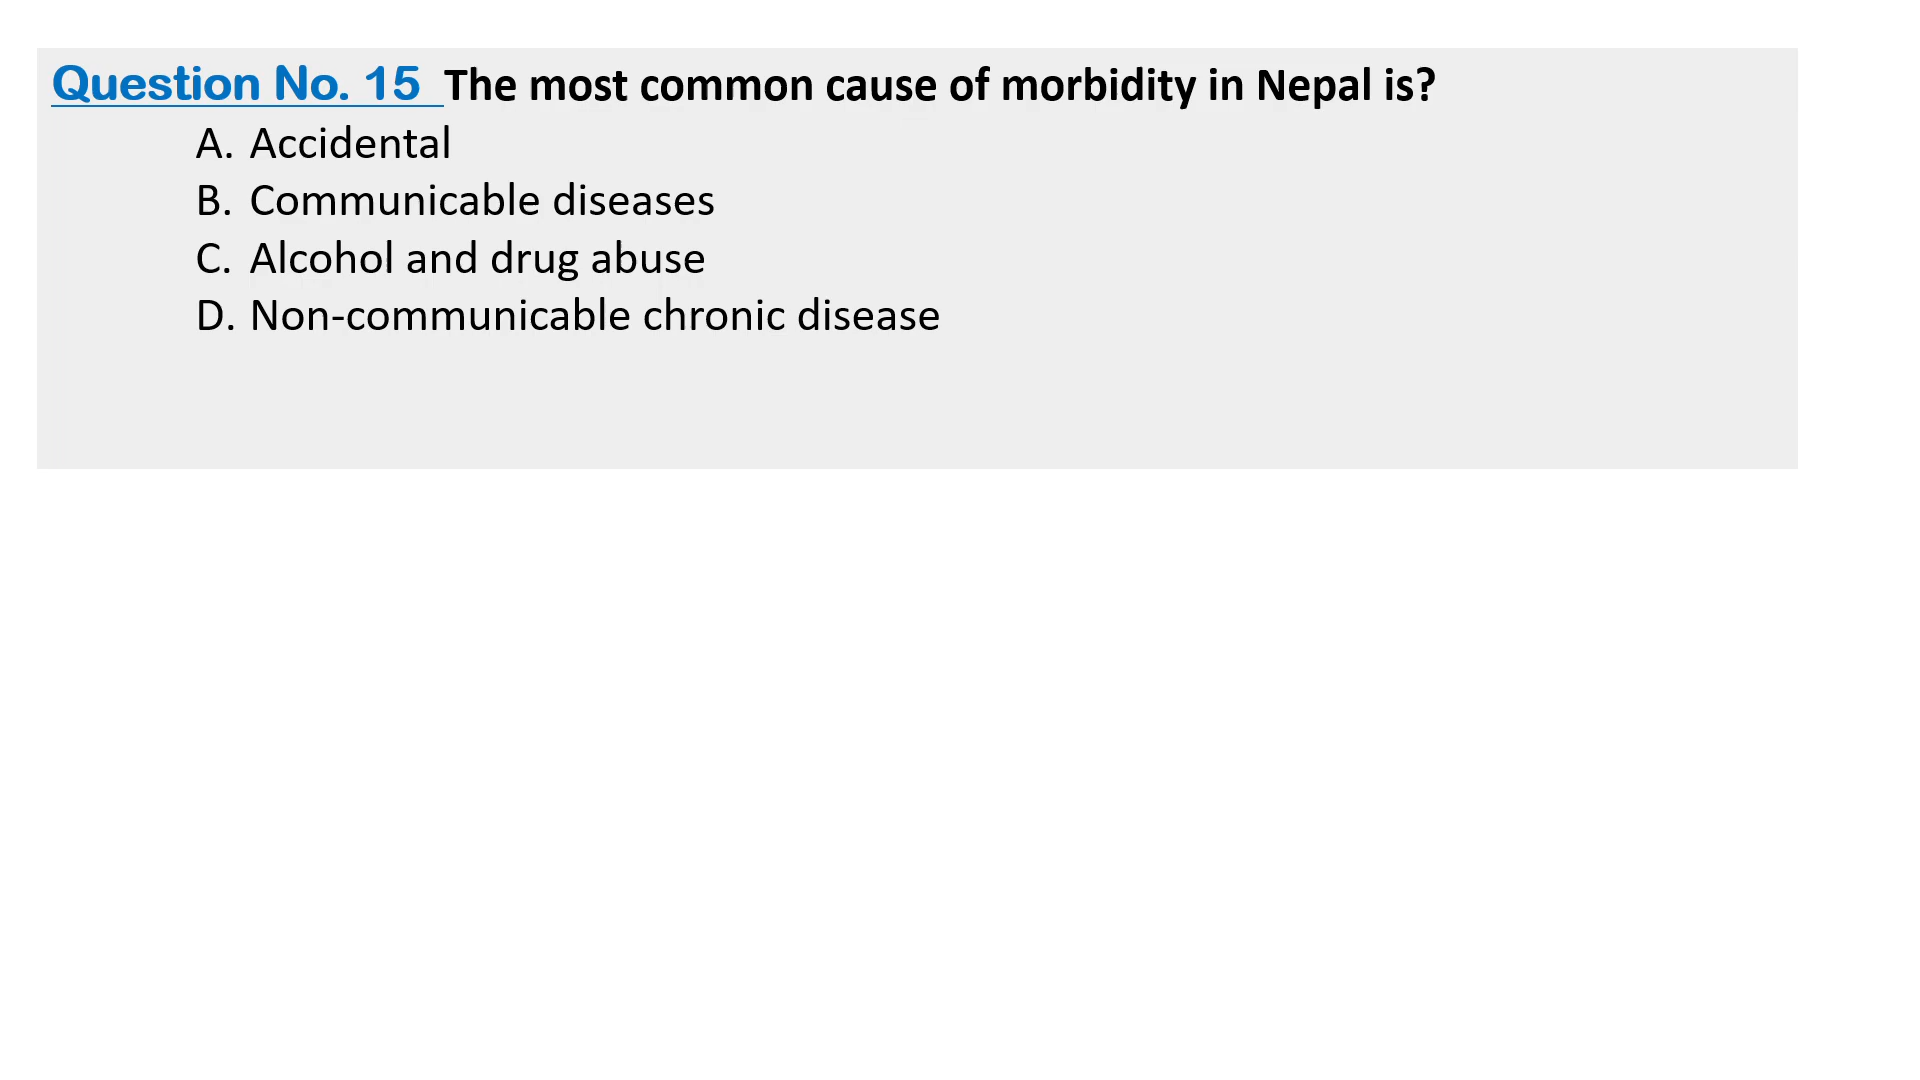 Question No. 15 The most common cause of morbidity in Nepal is?
A. Accidental
B. Communicable diseases
C. Alcohol and drug abuse
D. Non-communicable chronic disease